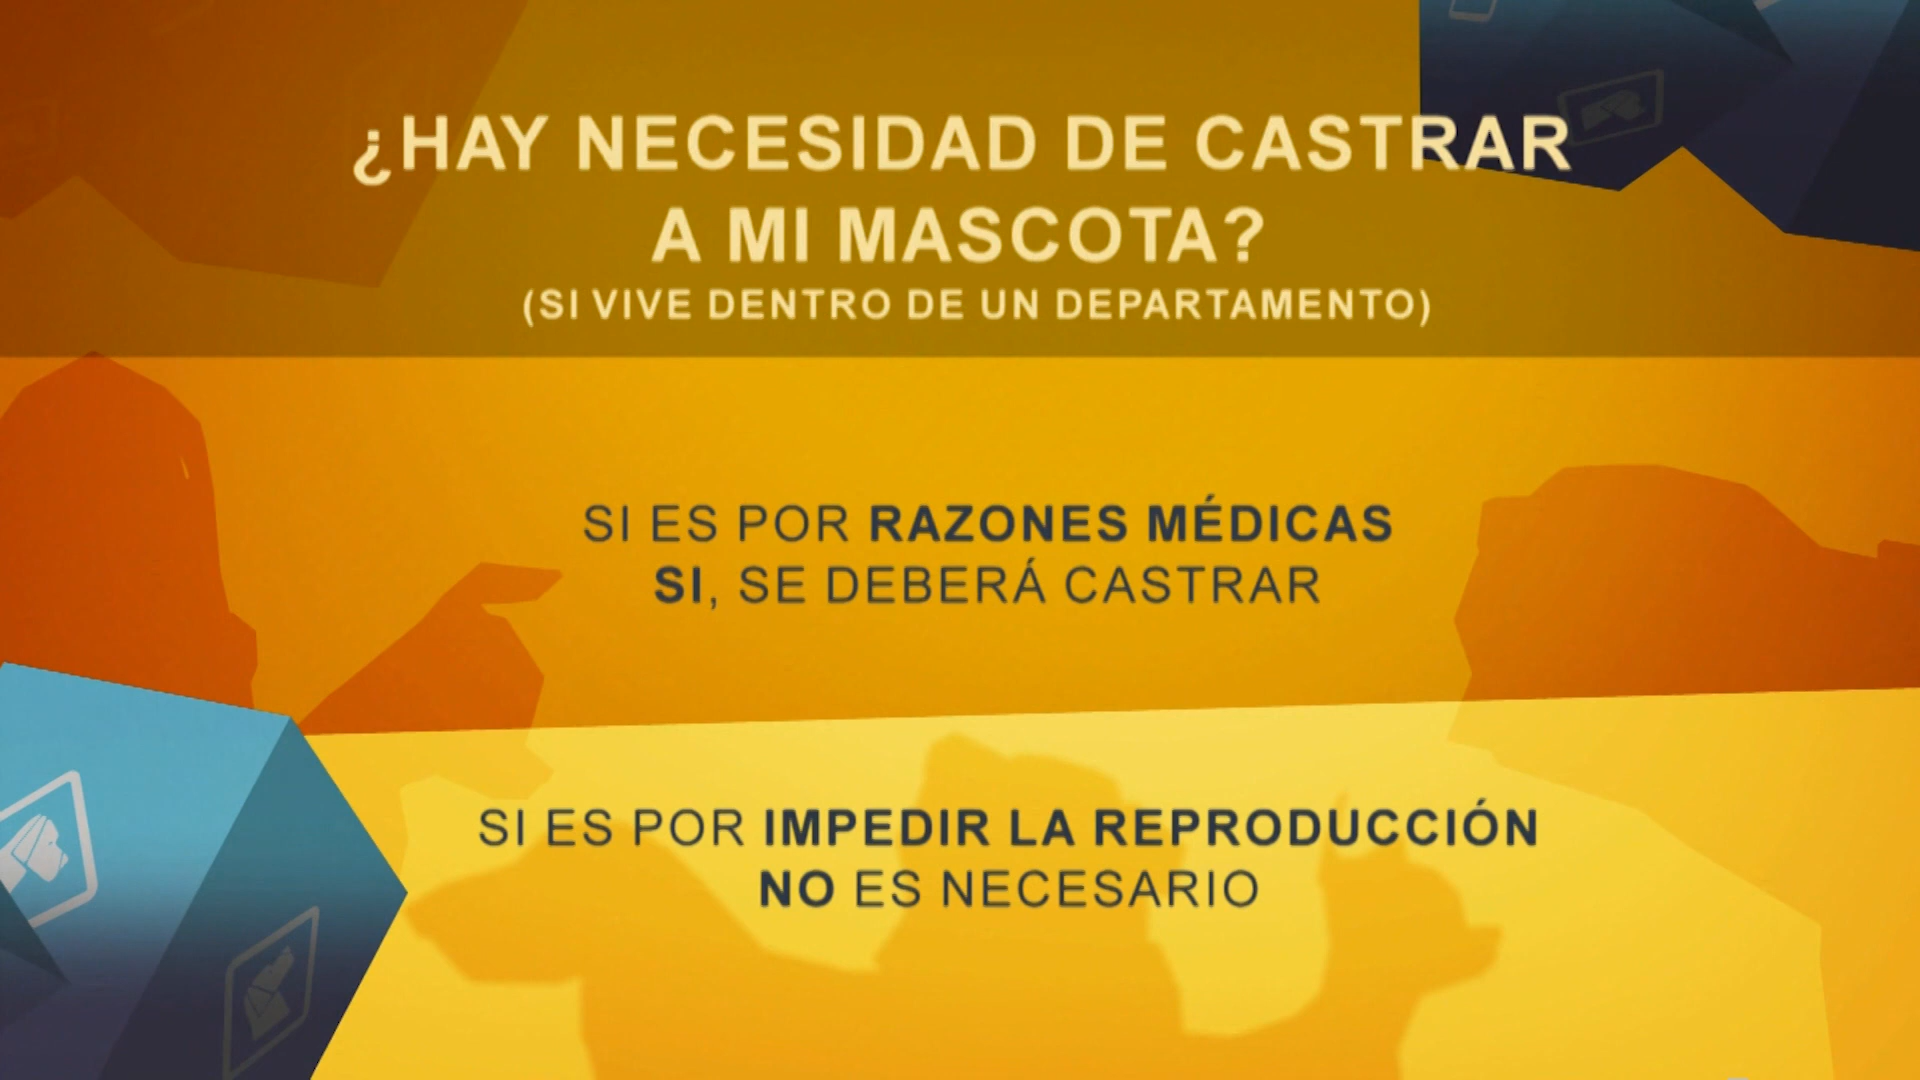 ¿HAY NECESIDAD DE CASTRAR
A MI MASCOTA?
(SI VIVE DENTRO DE UN DEPARTAMENTO)
SI ES POR RAZONES MÉDICAS
SI, SE DEBERÁ CASTRAR
SI ES POR IMPEDIR LA REPRODUCCIÓN
NO ES NECESARIO